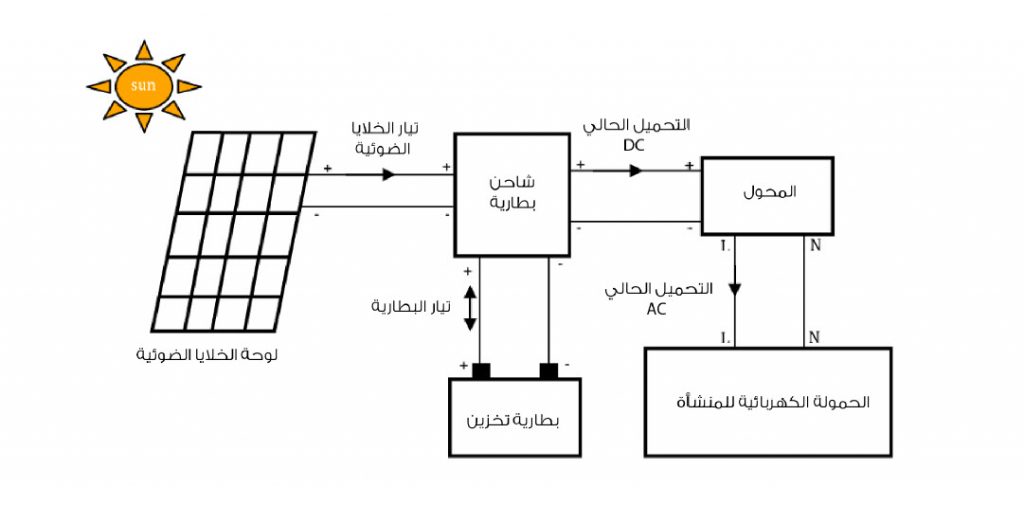 sun
تيار الخلايا
الضوئية
+
+
-
-
شاحن
بطارية
التحميل الحالي
DC
+
+
-
-
المحول
L
N
+
-
تيار البطارية
التحميل الحالي
AC
L
N
لوحة الخلايا الضوئية
+
-
بطارية تخزين
الحمولة الكهربائية للمنشأة